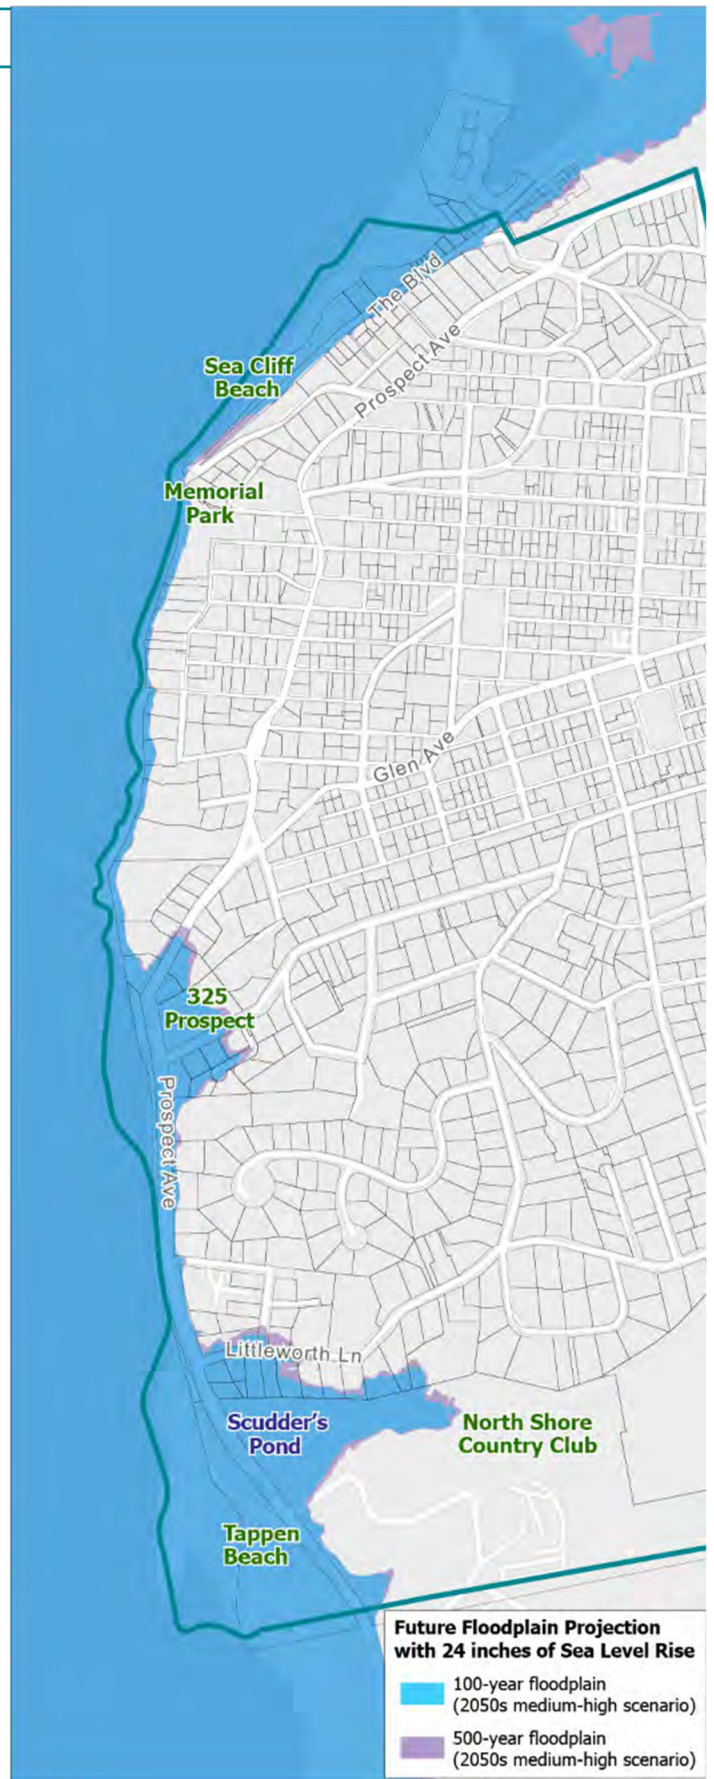 The Blvd
Prospect Ave
Sea Cliff
Beach
Memorial
Park
Glen Ave
325
Prospect
Prospect Ave
Littleworth Ln
Scudder's
Pond
North Shore
Country Club
Tappen
Beach
Future Floodplain Projection
with 24 inches of Sea Level Rise
100-year floodplain
(2050s medium-high scenario)
500-year floodplain
(2050s medium-high scenario)